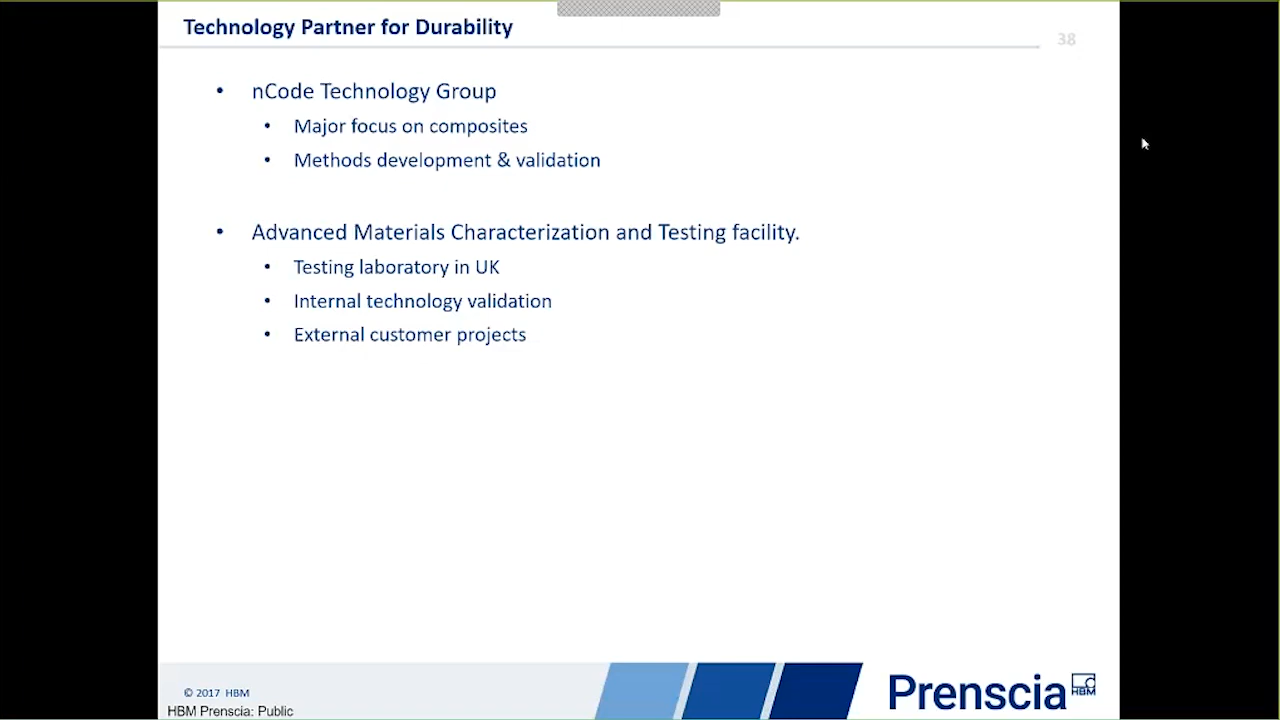 Technology Partner for Durability
38
• nCode Technology Group
• Major focus on composites
• Methods development & validation
• Advanced Materials Characterization and Testing facility.
• Testing laboratory in UK
• Internal technology validation
• External customer projects
© 2017 HBM
HBM Prenscia: Public
Prenscia
HBM